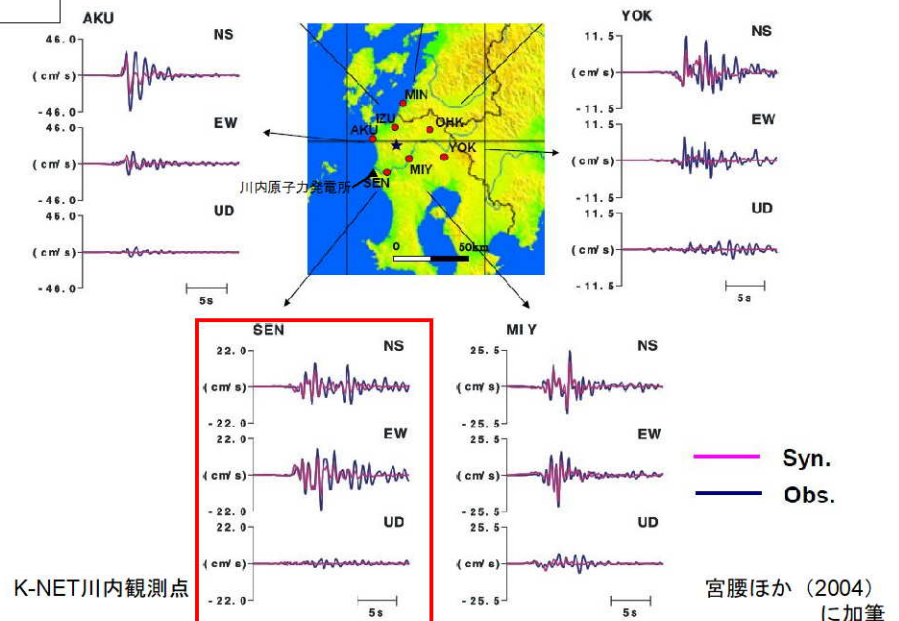 AKU
NS
46.0
(cm/s)
-46.0
EW
46.0
(cm/s)
-46.0
UD
46.0
(cm/s)
-46.0
5s
MIN
IZU
OHK
AKU
YOK
MIY
SEN
川内原子力発電所
0 50km
YOK
NS
11.5
(cm/s)
-11.5
EW
11.5
(cm/s)
-11.5
UD
11.5
(cm/s)
-11.5
5s
SEN
NS
22.0
(cm/s)
-22.0
EW
22.0
(cm/s)
-22.0
UD
22.0
(cm/s)
-22.0
5s
MIY
NS
25.5
(cm/s)
-25.5
EW
25.5
(cm/s)
-25.5
UD
25.5
(cm/s)
-25.5
5s
Syn.
Obs.
K-NET川内観測点
宮腰ほか（2004）
に加筆